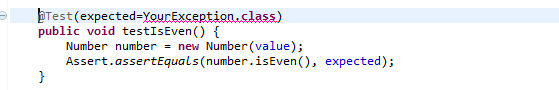 @Test(expected=YourException.class)
public void testIsEven() {
    Number number = new Number(value);
    Assert.assertEquals(number.isEven(), expected);
}